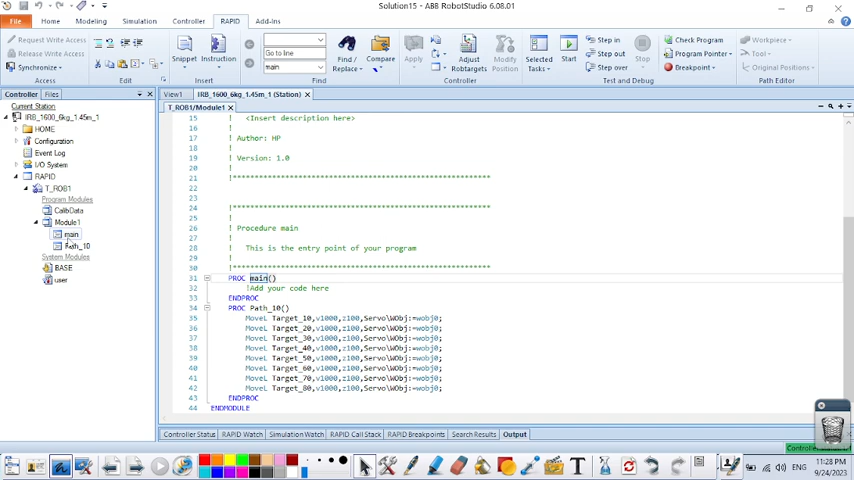 Solution15 - ABB RobotStudio 6.08.01
File Home Modeling Simulation Controller RAPID Add-Ins
Request Write Access
Release Write Access
Synchronize
Access
Edit
Snippet Instruction
Insert
Go to line
main
Find / Replace Compare
Find
Apply Adjust Robtargets Modify Position
Controller
Selected Tasks Start Step in Step out Step over Stop
Check Program
Program Pointer
Breakpoint
Test and Debug
Workpiece
Tool
Original Positions
Path Editor
Controller Files
View1 IRB_1600_6kg_1.45m_1 (Station)
T_ROB1/Module1
Current Station
IRB_1600_6kg_1.45m_1
HOME
Configuration
Event Log
I/O System
RAPID
T_ROB1
Program Modules
CalibData
Module1
main
Path_10
System Modules
BASE
user
15 ! <Insert description here>
16 !
17 ! Author: HP
18 !
19 ! Version: 1.0
20 !
21 !***********************************************************
22
23
24 !***********************************************************
25 !
26 ! Procedure main
27 !
28 ! This is the entry point of your program
29 !
30 !***********************************************************
31 PROC main()
32 !Add your code here
33 ENDPROC
34 PROC Path_10()
35 MoveL Target_10,v1000,z100,Servo\WObj:=wobj0;
36 MoveL Target_20,v1000,z100,Servo\WObj:=wobj0;
37 MoveL Target_30,v1000,z100,Servo\WObj:=wobj0;
38 MoveL Target_40,v1000,z100,Servo\WObj:=wobj0;
39 MoveL Target_50,v1000,z100,Servo\WObj:=wobj0;
40 MoveL Target_60,v1000,z100,Servo\WObj:=wobj0;
41 MoveL Target_70,v1000,z100,Servo\WObj:=wobj0;
42 MoveL Target_80,v1000,z100,Servo\WObj:=wobj0;
43 ENDPROC
44 ENDMODULE
Controller Status RAPID Watch Simulation Watch RAPID Call Stack RAPID Breakpoints Search Results Output
ENG
11:28 PM
9/24/2023